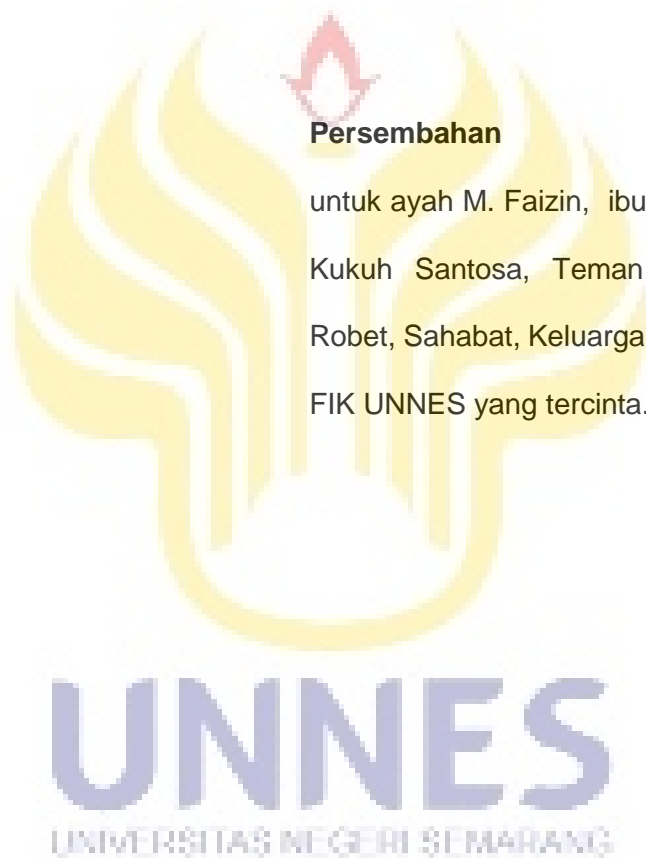 Persembahan
untuk ayah M. Faizin, ibu
Kukuh Santosa, Teman
Robet, Sahabat, Keluarga
FIK UNNES yang tercinta.
UNNES
UNIVERSITAS NEGERI SEMARANG